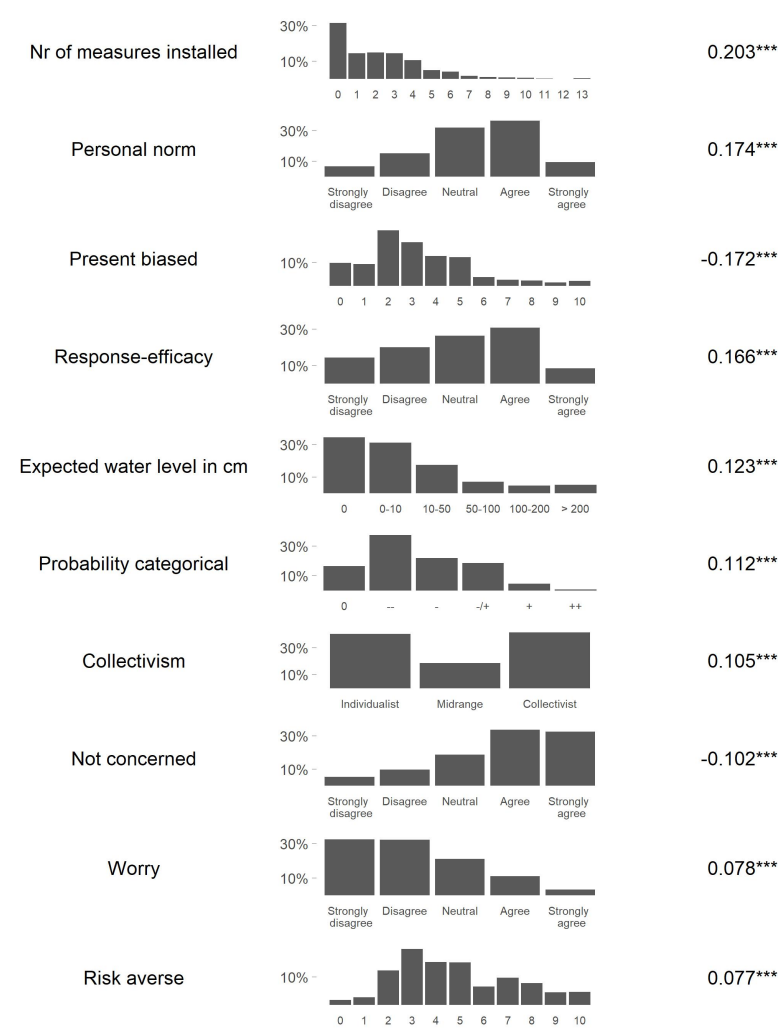 30%
Nr of measures installed
0.203***
10%
0 1 2 3 4 5 6 7 8 9 10 11 12 13
30%
Personal norm
0.174***
10%
Strongly disagree Disagree Neutral Agree Strongly agree
Present biased
10%
-0.172***
0 1 2 3 4 5 6 7 8 9 10
30%
Response-efficacy
0.166***
10%
Strongly disagree Disagree Neutral Agree Strongly agree
30%
Expected water level in cm
0.123***
10%
0 0-10 10-50 50-100 100-200 > 200
30%
Probability categorical
0.112***
10%
0 -- - -/+ + ++
30%
Collectivism
0.105***
10%
Individualist Midrange Collectivist
30%
Not concerned
-0.102***
10%
Strongly disagree Disagree Neutral Agree Strongly agree
30%
Worry
0.078***
10%
Strongly disagree Disagree Neutral Agree Strongly agree
Risk averse
10%
0.077***
0 1 2 3 4 5 6 7 8 9 10